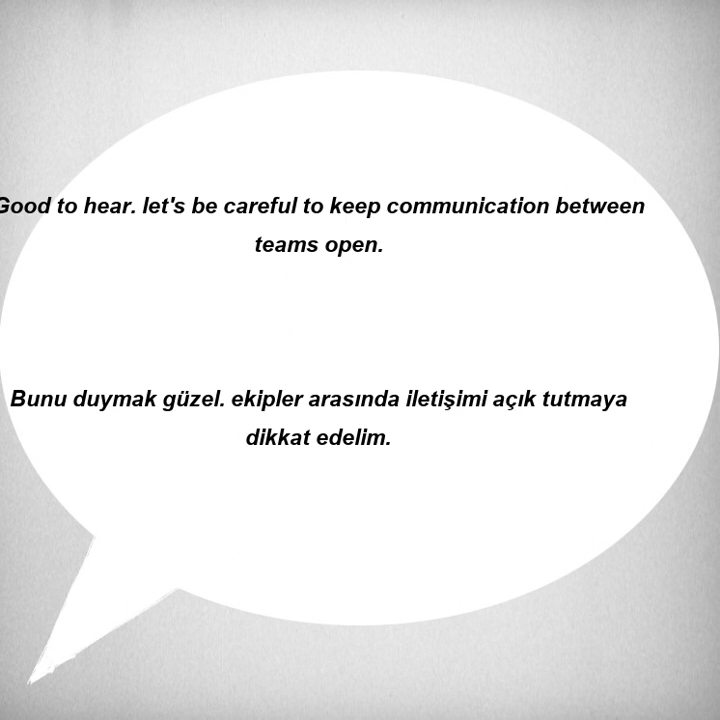 Good to hear. let's be careful to keep communication between
teams open.
Bunu duymak güzel. ekipler arasında iletişimi açık tutmaya
dikkat edelim.